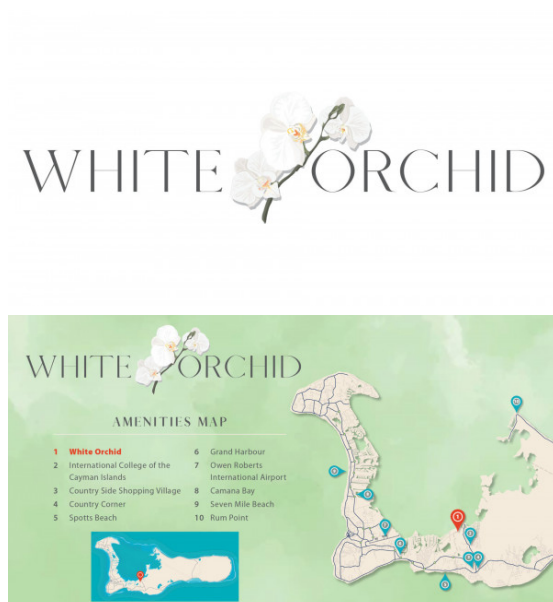 WHITE ORCHID
WHITE ORCHID
AMENITIES MAP
1 White Orchid
2 International College of the
Cayman Islands
3 Country Side Shopping Village
4 Country Corner
5 Spotts Beach
6 Grand Harbour
7 Owen Roberts
International Airport
8 Camana Bay
9 Seven Mile Beach
10 Rum Point
1